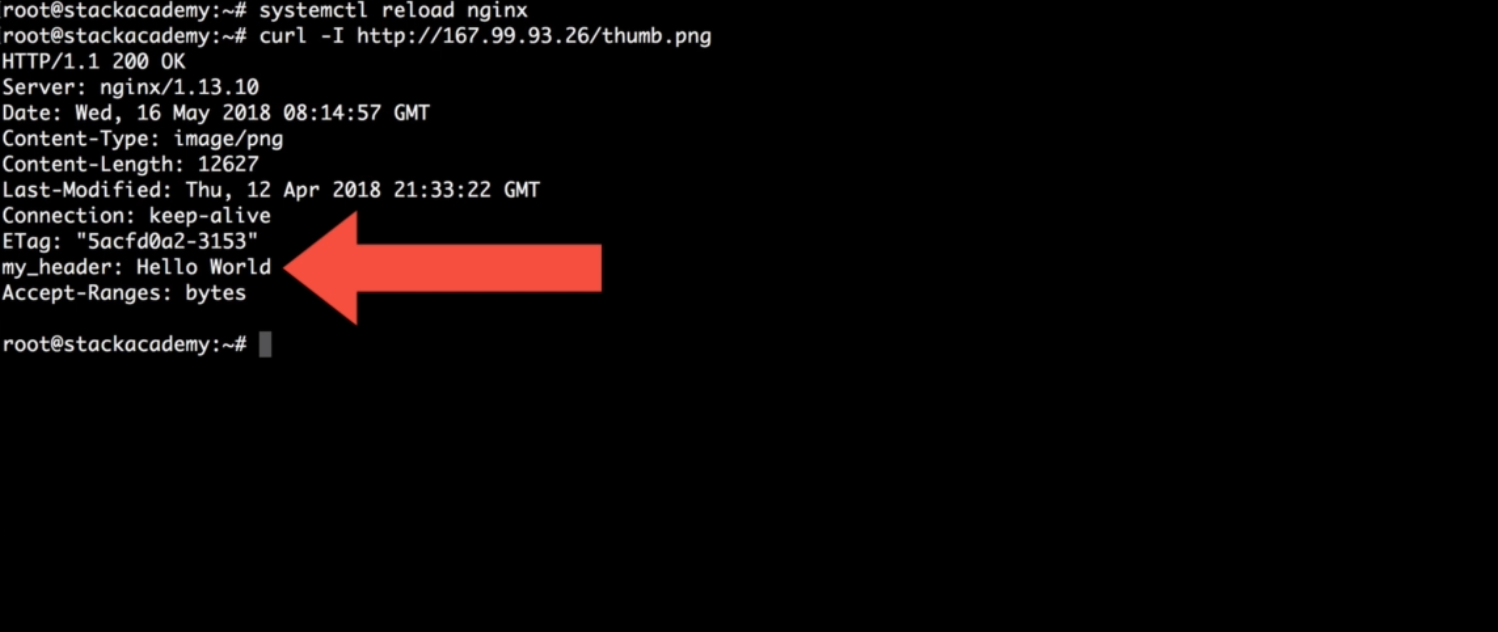 root@stackacademy:~# systemctl reload nginx
root@stackacademy:~# curl -I http://167.99.93.26/thumb.png
HTTP/1.1 200 OK
Server: nginx/1.13.10
Date: Wed, 16 May 2018 08:14:57 GMT
Content-Type: image/png
Content-Length: 12627
Last-Modified: Thu, 12 Apr 2018 21:33:22 GMT
Connection: keep-alive
ETag: "5acfd0a2-3153"
my_header: Hello World
Accept-Ranges: bytes
root@stackacademy:~#